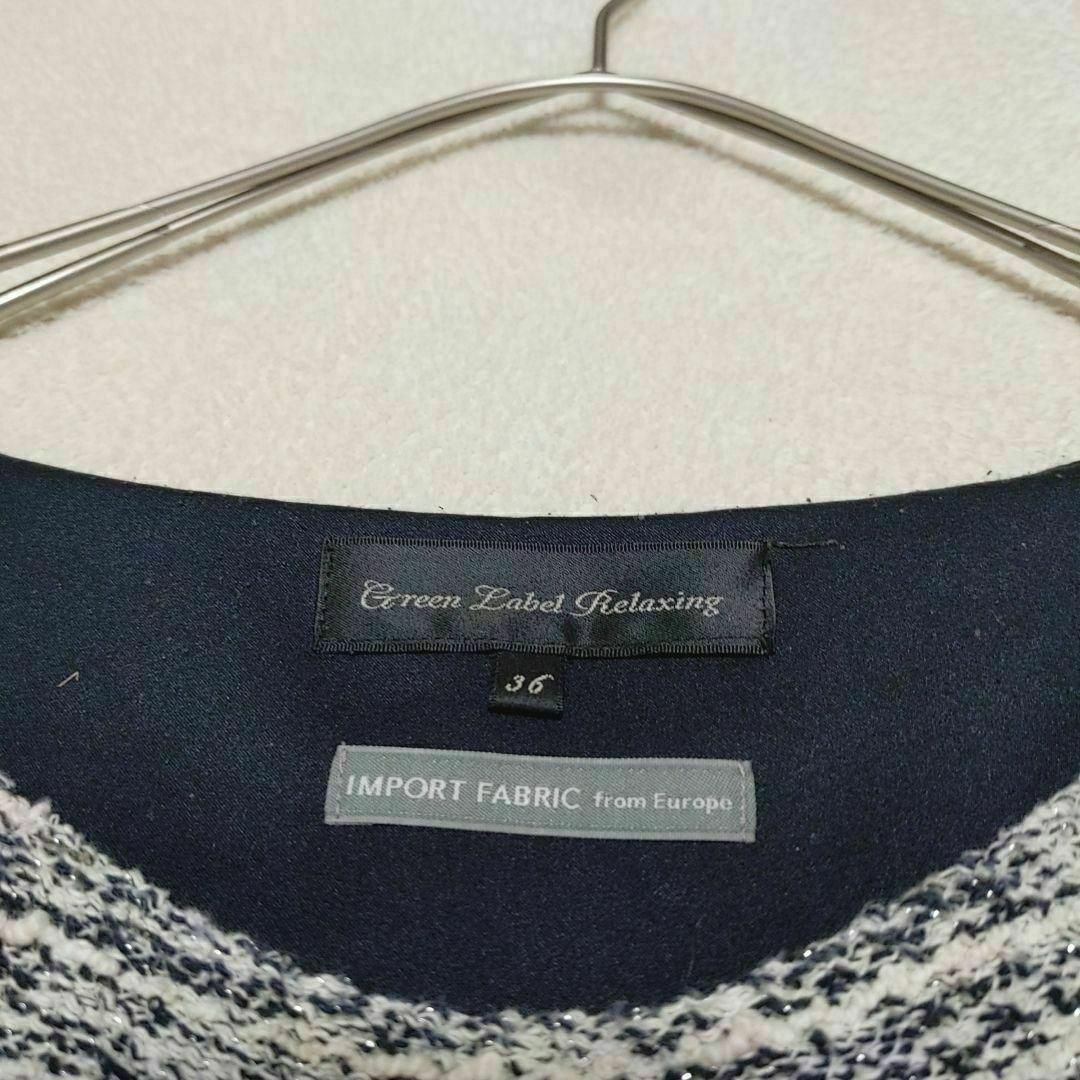 Green Label Relaxing
36
IMPORT FABRIC from Europe